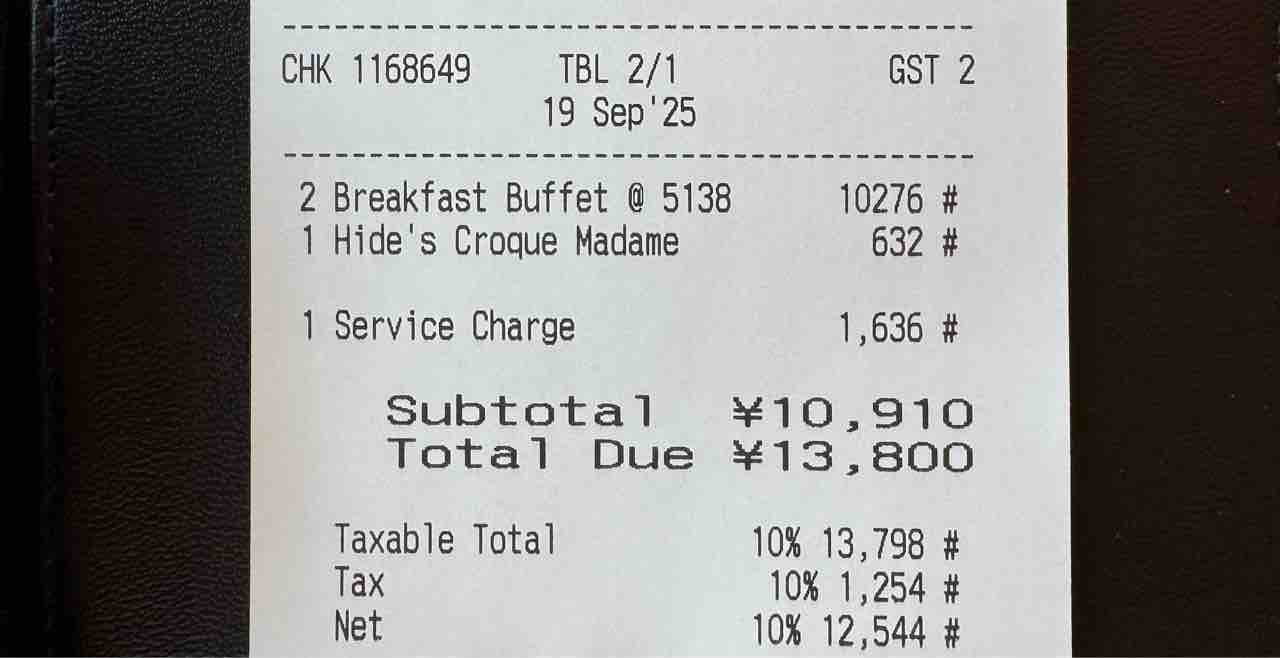 CHK 1168649 TBL 2/1 GST 2
19 Sep'25
2 Breakfast Buffet @ 5138 10276 #
1 Hide's Croque Madame 632 #
1 Service Charge 1,636 #
Subtotal ¥10,910
Total Due ¥13,800
Taxable Total 10% 13,798 #
Tax 10% 1,254 #
Net 10% 12,544 #